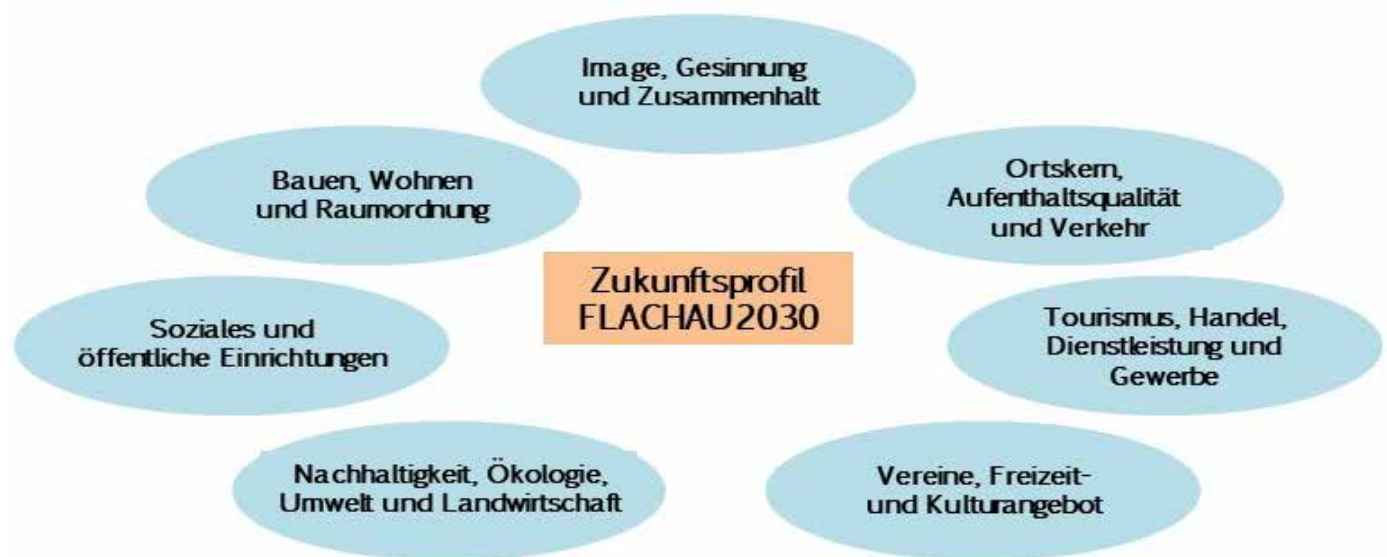 Image, Gesinnung
und Zusammenhalt
Bauen, Wohnen
und Raumordnung
Ortskern,
Aufenthaltsqualität
und Verkehr
Zukunftsprofil
FLACHAU2030
Soziales und
öffentliche Einrichtungen
Tourismus, Handel,
Dienstleistung und
Gewerbe
Nachhaltigkeit, Ökologie,
Umwelt und Landwirtschaft
Vereine, Freizeit-
und Kulturangebot